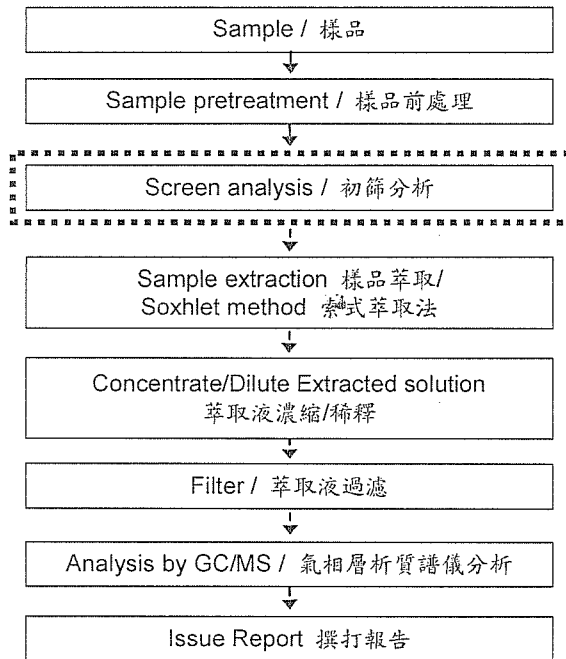 Sample / 樣品
Sample pretreatment / 樣品前處理
Screen analysis / 初篩分析
Sample extraction 樣品萃取/
Soxhlet method 索式萃取法
Concentrate/Dilute Extracted solution
萃取液濃縮/稀釋
Filter / 萃取液過濾
Analysis by GC/MS / 氣相層析質譜儀分析
Issue Report 撰打報告